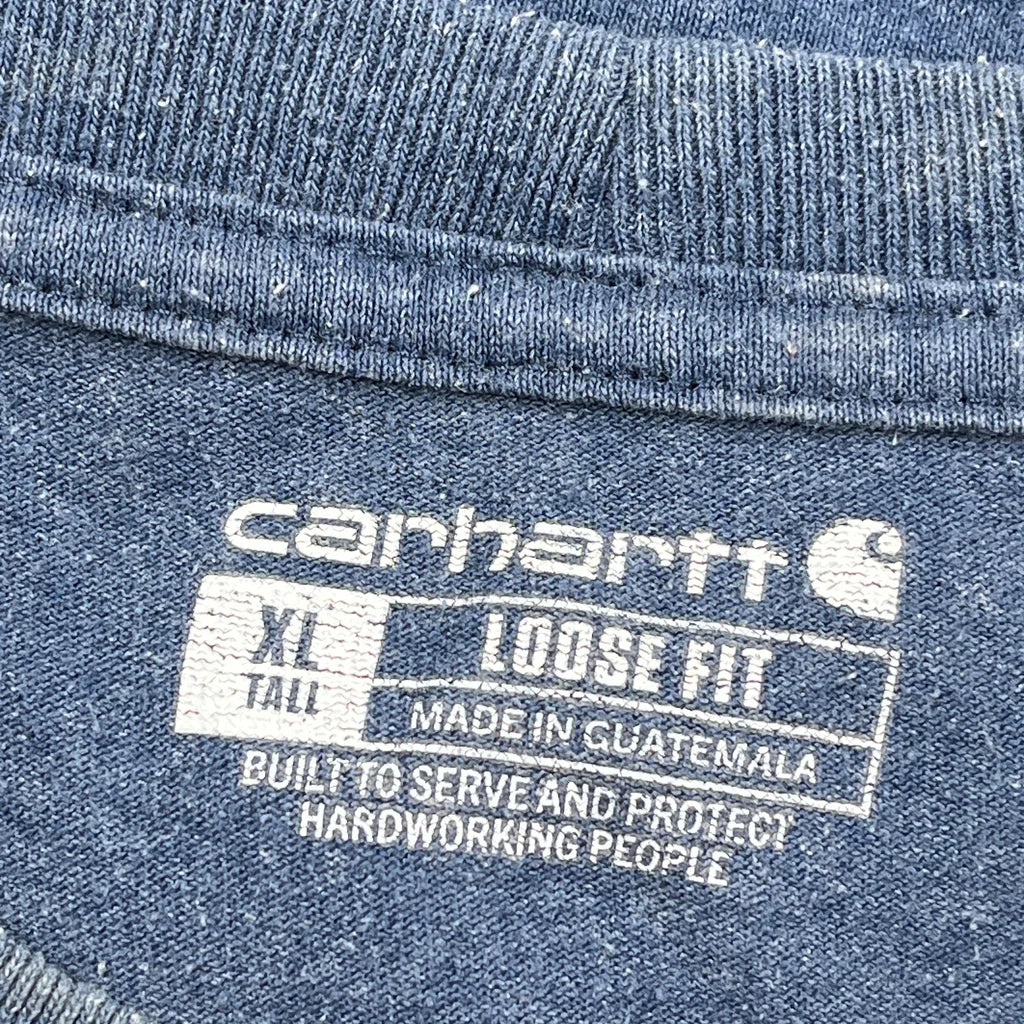 carhartt
XL
TALL
LOOSE FIT
MADE IN GUATEMALA
BUILT TO SERVE AND PROTECT
HARDWORKING PEOPLE